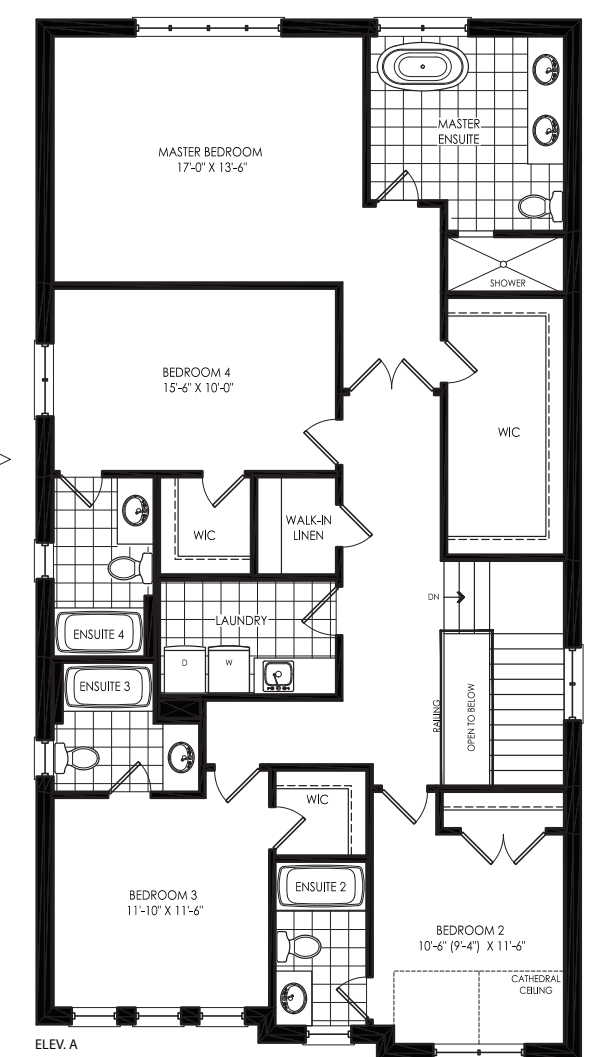 MASTER BEDROOM
17'-0" X 13'-6"
MASTER
ENSUITE
SHOWER
BEDROOM 4
15'-6" X 10'-0"
WIC
WIC
WALK-IN
LINEN
DN
LAUNDRY
ENSUITE 4
D
W
ENSUITE 3
RAILING
OPEN TO BELOW
WIC
ENSUITE 2
BEDROOM 3
11'-10" X 11'-6"
BEDROOM 2
10'-6" (9'-4") X 11'-6"
CATHEDRAL
CEILING
ELEV. A